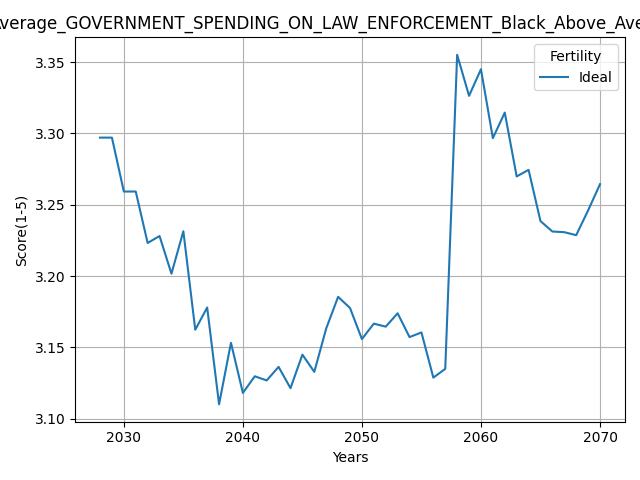 verage_GOVERNMENT_SPENDING_ON_LAW_ENFORCEMENT_Black_Above_Ave
Fertility
Ideal
3.35
3.30
3.25
3.20
3.15
3.10
Score(1-5)
2030 2040 2050 2060 2070
Years